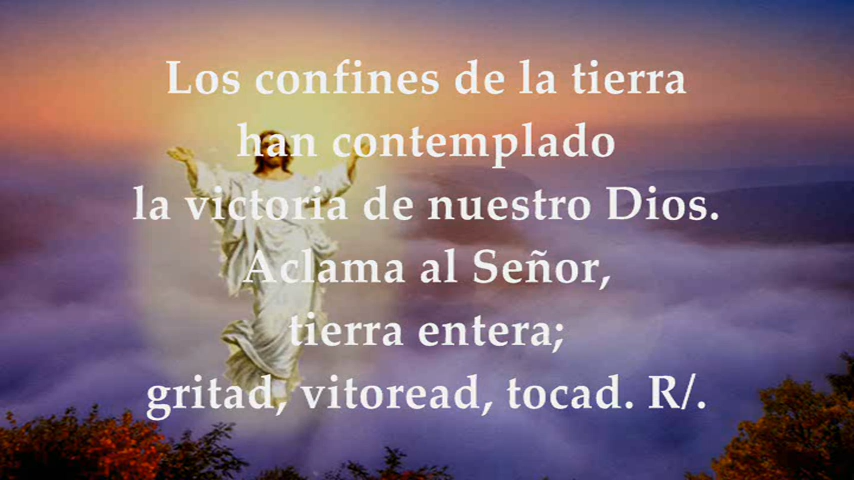 Los confines de la tierra
han contemplado
la victoria de nuestro Dios.
Aclama al Señor,
tierra entera;
gritad, vitoread, tocad. R/.